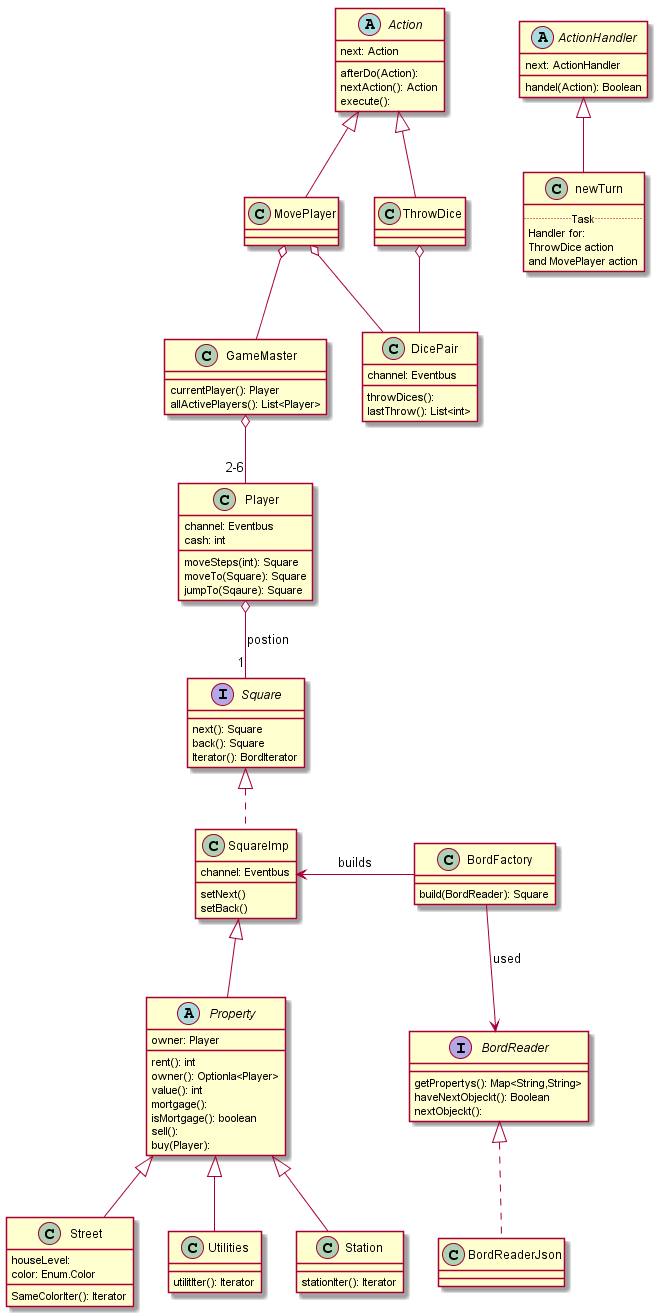 A Action
next: Action
afterDo(Action):
nextAction(): Action
execute():
A ActionHandler
next: ActionHandler
handel(Action): Boolean
C MovePlayer
C ThrowDice
C newTurn
Task
Handler for:
ThrowDice action
and MovePlayer action
C GameMaster
currentPlayer(): Player
allActivePlayers(): List<Player>
C DicePair
channel: Eventbus
throwDices():
lastThrow(): List<int>
2-6
C Player
channel: Eventbus
cash: int
moveSteps(int): Square
moveTo(Sqaure): Square
jumpTo(Sqaure): Square
postion
1
I Square
next(): Square
back(): Square
Iterator(): BordIterator
C SquareImp
channel: Eventbus
setNext()
setBack()
builds
C BordFactory
build(BordReader): Square
used
A Property
owner: Player
rent(): int
owner(): Optionla<Player>
value(): int
mortgage():
isMortgage(): boolean
sell():
buy(Player):
I BordReader
getPropertys(): Map<String,String>
haveNextObjeckt(): Boolean
nextObjeckt():
C Street
houseLevel:
color: Enum.Color
SameColorIter(): Iterator
C Utilities
utilitIter(): Iterator
C Station
stationIter(): Iterator
C BordReaderJson